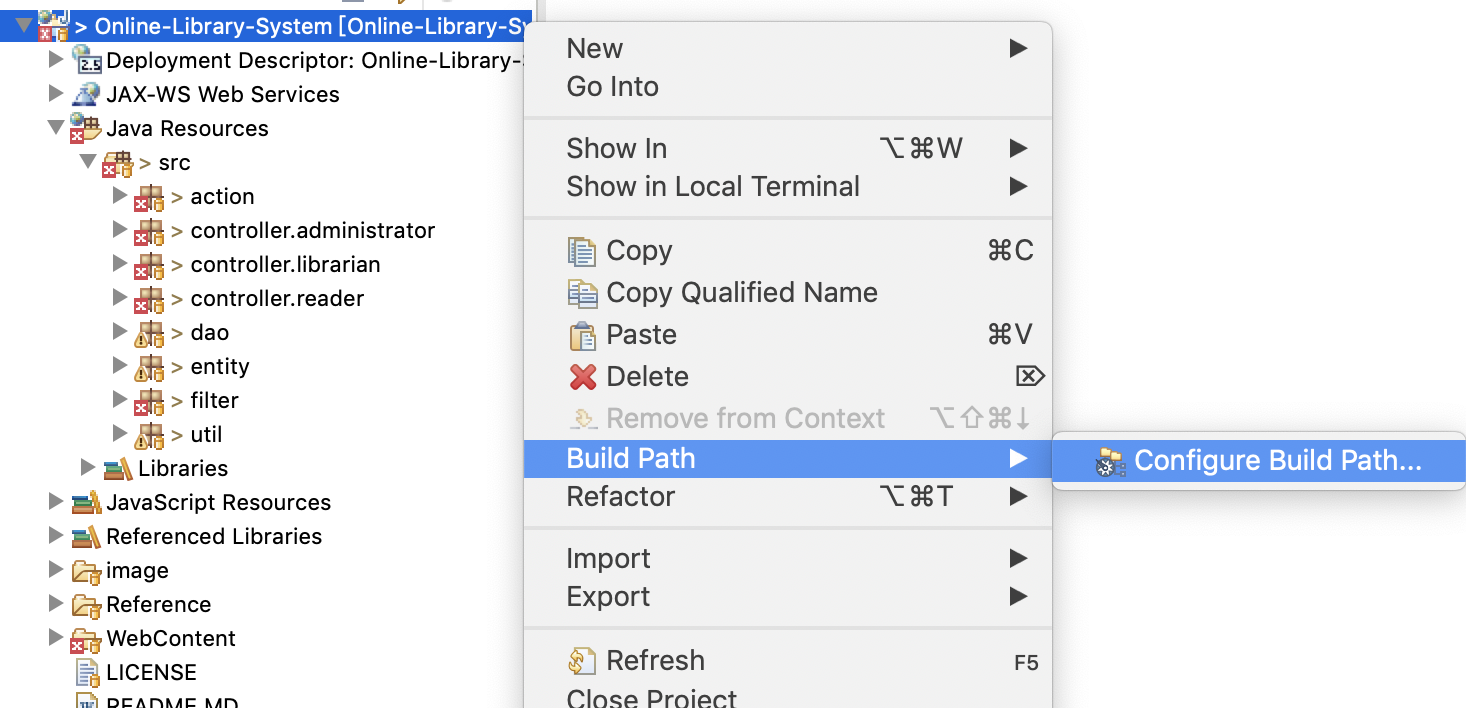 > Online-Library-System [Online-Library-Sy
Deployment Descriptor: Online-Library-
2.5
JAX-WS Web Services
Java Resources
> src
> action
> controller.administrator
> controller.librarian
> controller.reader
> dao
> entity
> filter
> util
Libraries
JavaScript Resources
Referenced Libraries
image
Reference
WebContent
LICENSE
README.MD
New
Go Into
Show In ⌥⌘W
Show in Local Terminal
Copy ⌘C
Copy Qualified Name
Paste ⌘V
Delete ⌦
Remove from Context ⌥⇧⌘↓
Build Path
Refactor ⌥⌘T
Import
Export
Refresh F5
Close Project
Configure Build Path...